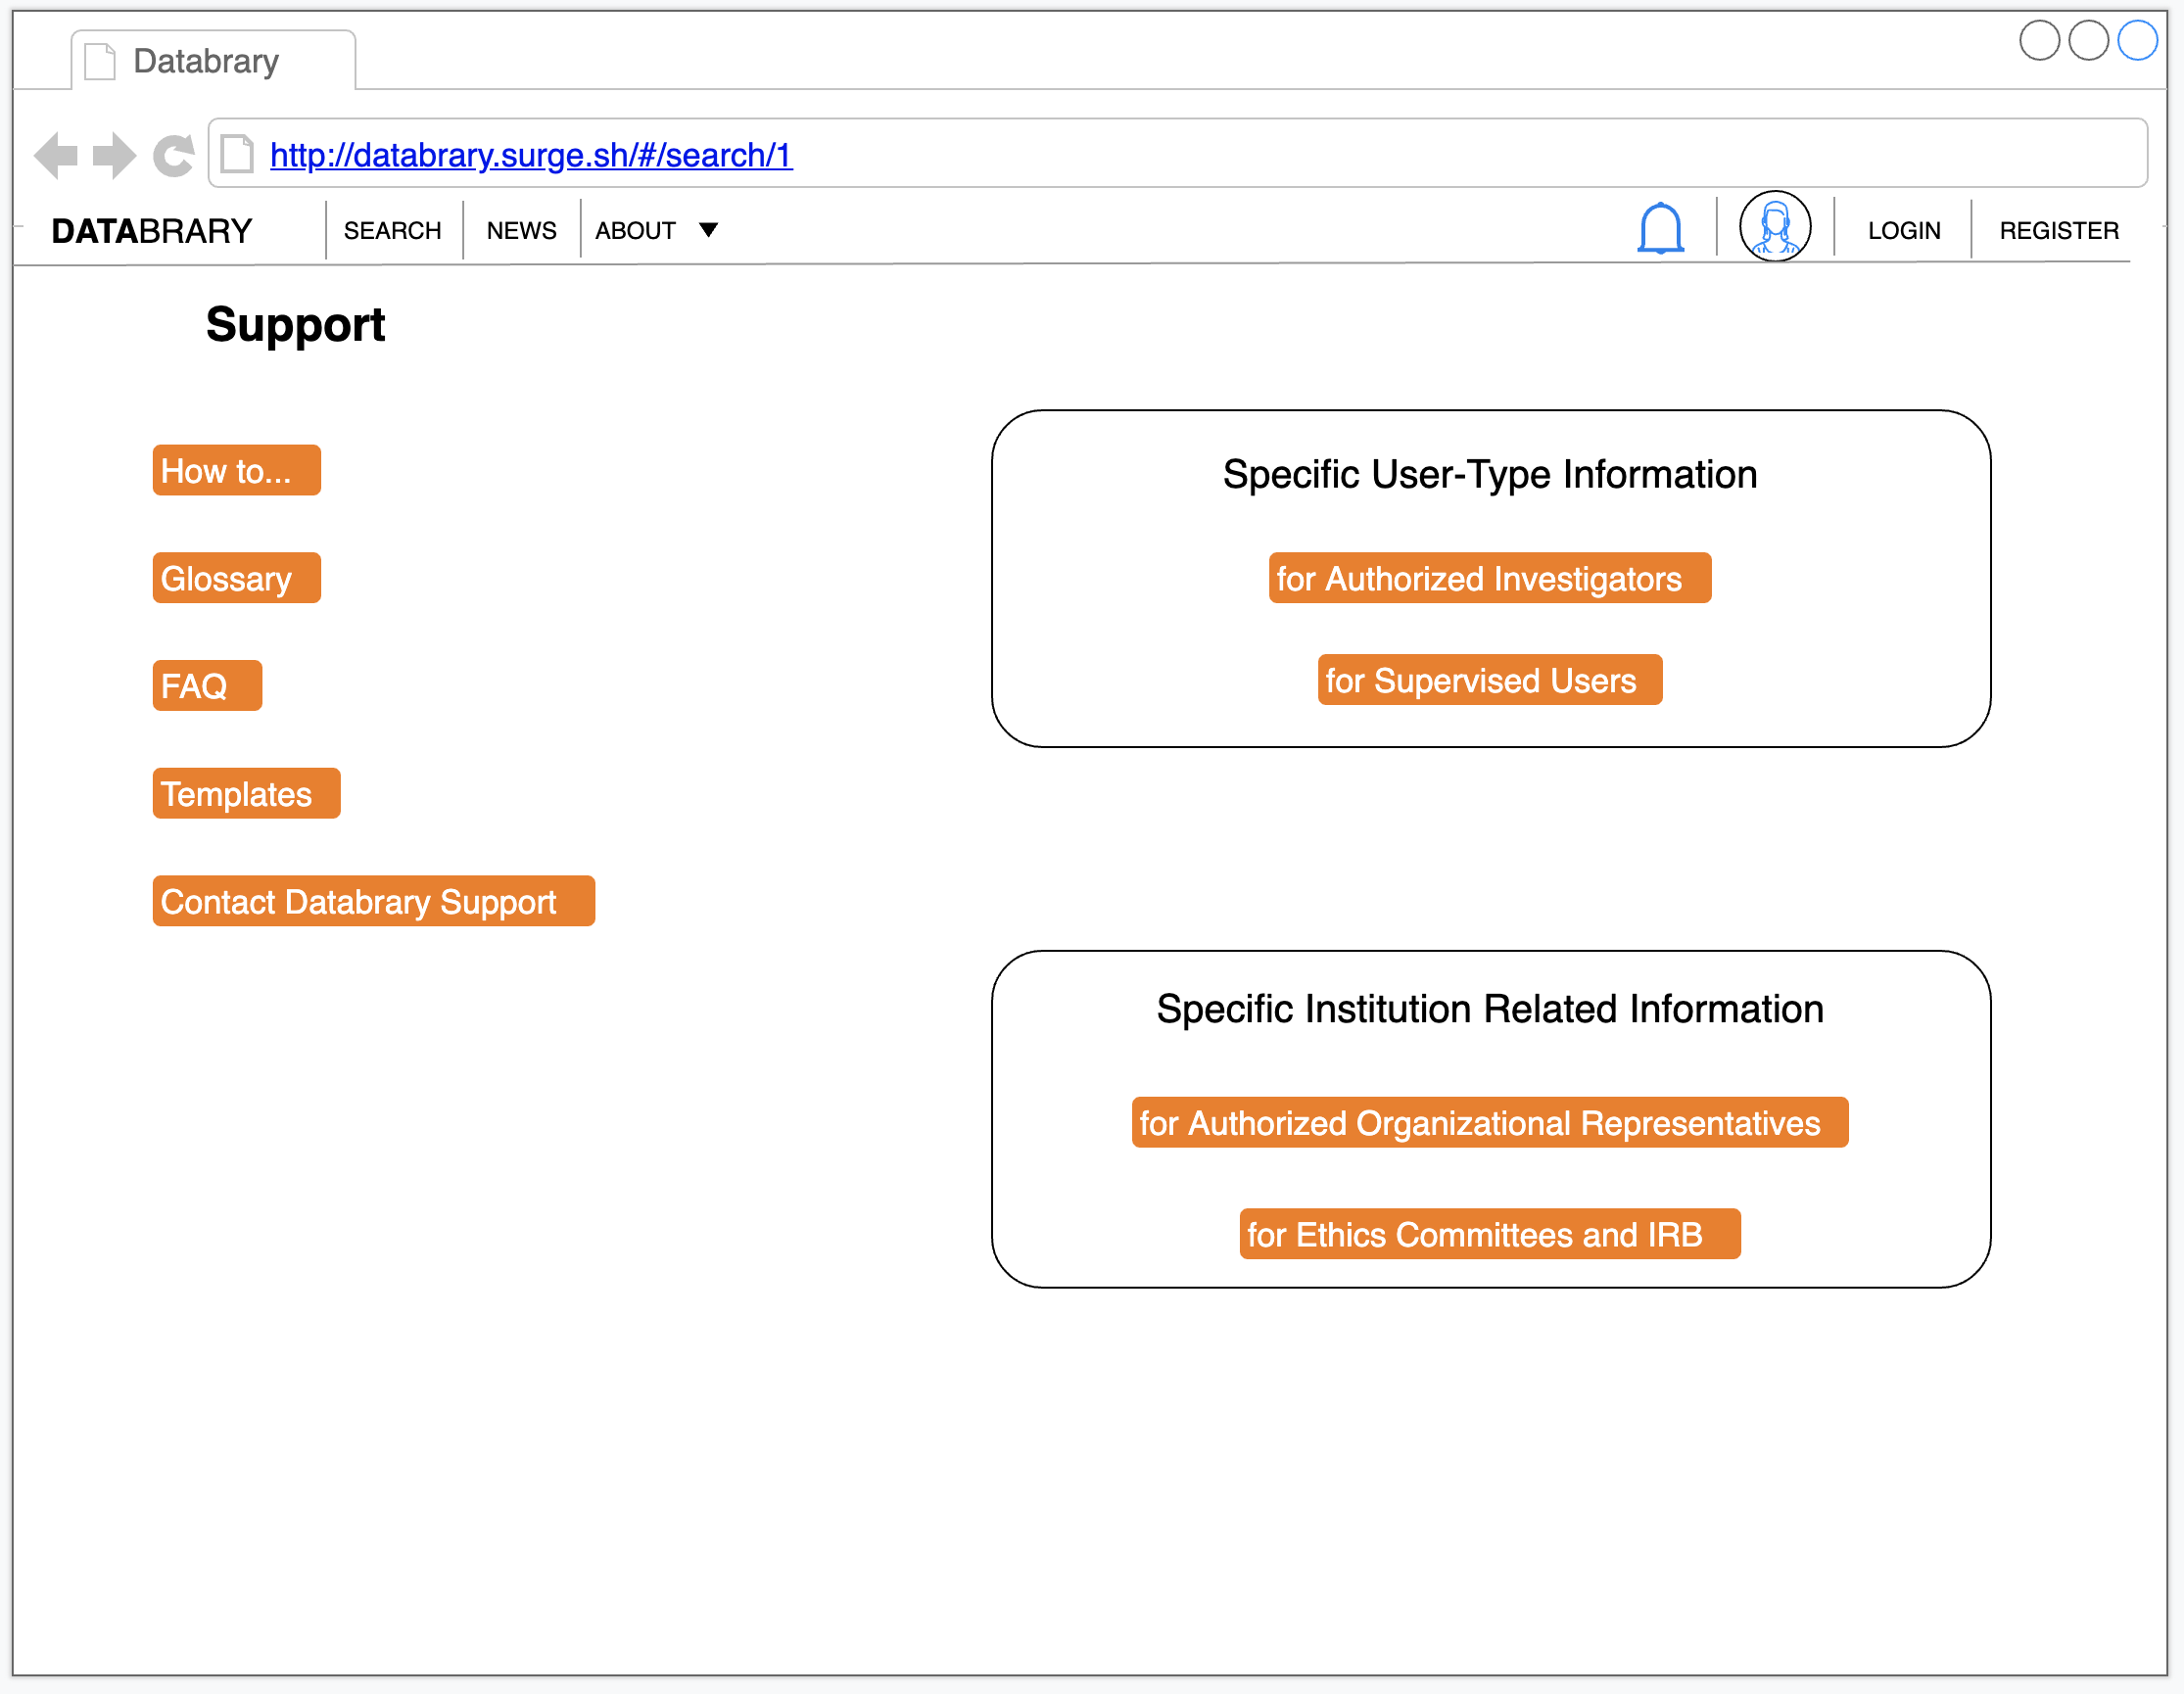 Databrary
http://databrary.surge.sh/#/search/1
DATABRARY SEARCH NEWS ABOUT LOGIN REGISTER
Support
How to...
Glossary
FAQ
Templates
Contact Databrary Support
Specific User-Type Information
for Authorized Investigators
for Supervised Users
Specific Institution Related Information
for Authorized Organizational Representatives
for Ethics Committees and IRB